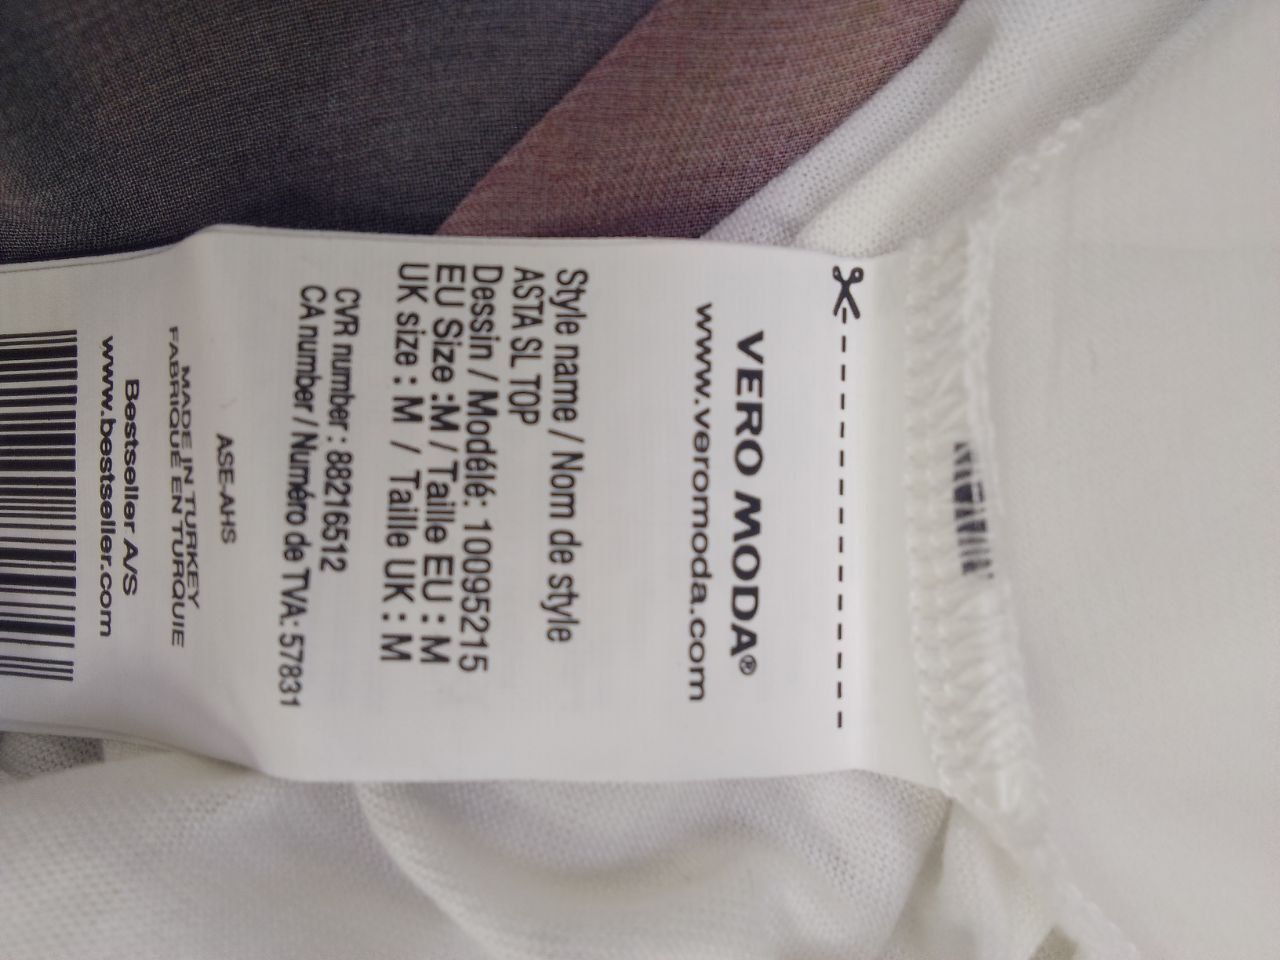 VERO MODA®
www.veromoda.com
Style name / Nom de style
ASTA SL TOP
Dessin / Modélé: 10095215
EU Size :M / Taille EU : M
UK size : M / Taille UK : M
CVR number : 88216512
CA number / Numéro de TVA: 57831
ASE-AHS
MADE IN TURKEY
FABRIQUÉ EN TURQUIE
Bestseller A/S
www.bestseller.com